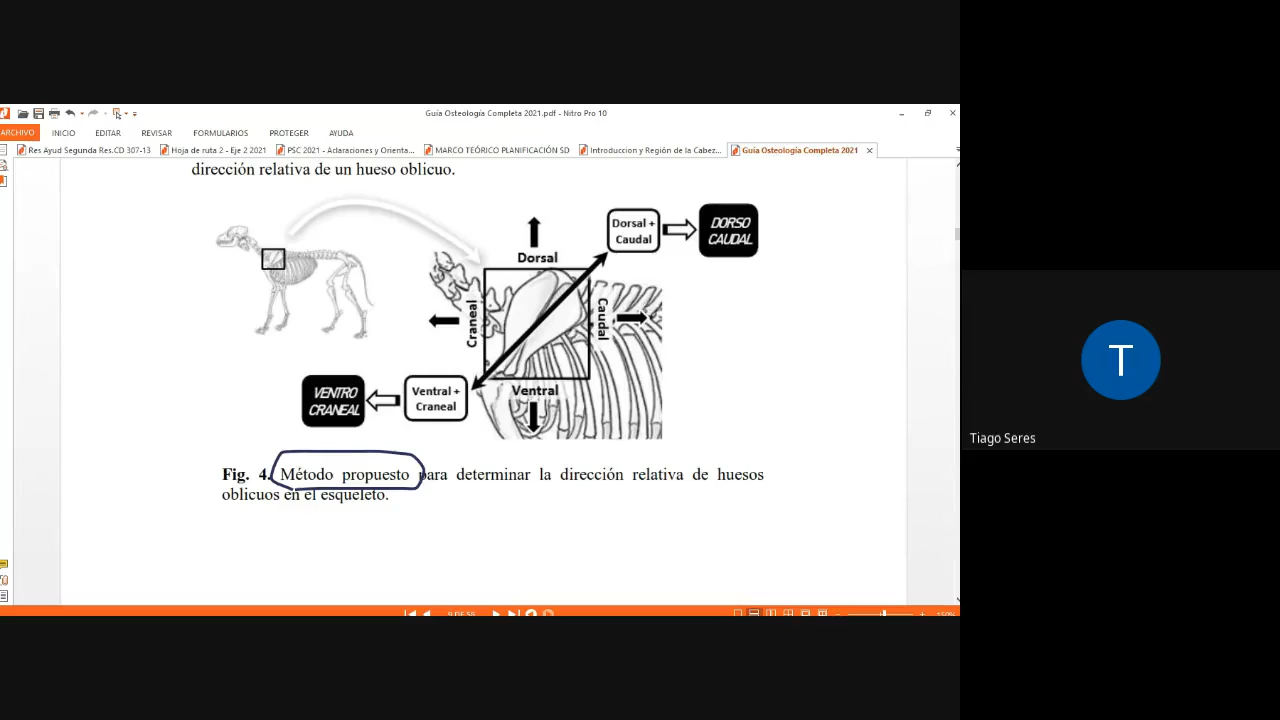 Guía Osteología Completa 2021.pdf - Nitro Pro 10
ARCHIVO INICIO EDITAR REVISAR FORMULARIOS PROTEGER AYUDA
Res Ayud Segunda Res.CD 307-13 Hoja de ruta 2 - Eje 2 2021 PSC 2021 - Aclaraciones y Orienta... MARCO TEÓRICO PLANIFICACIÓN SD Introduccion y Región de la Cabez... Guía Osteología Completa 2021
dirección relativa de un hueso oblicuo.
Dorsal +
Caudal
DORSO
CAUDAL
Dorsal
Craneal
Caudal
VENTRO
CRANEAL
Ventral +
Craneal
Ventral
Fig. 4. Método propuesto para determinar la dirección relativa de huesos
oblicuos en el esqueleto.
T
Tiago Seres